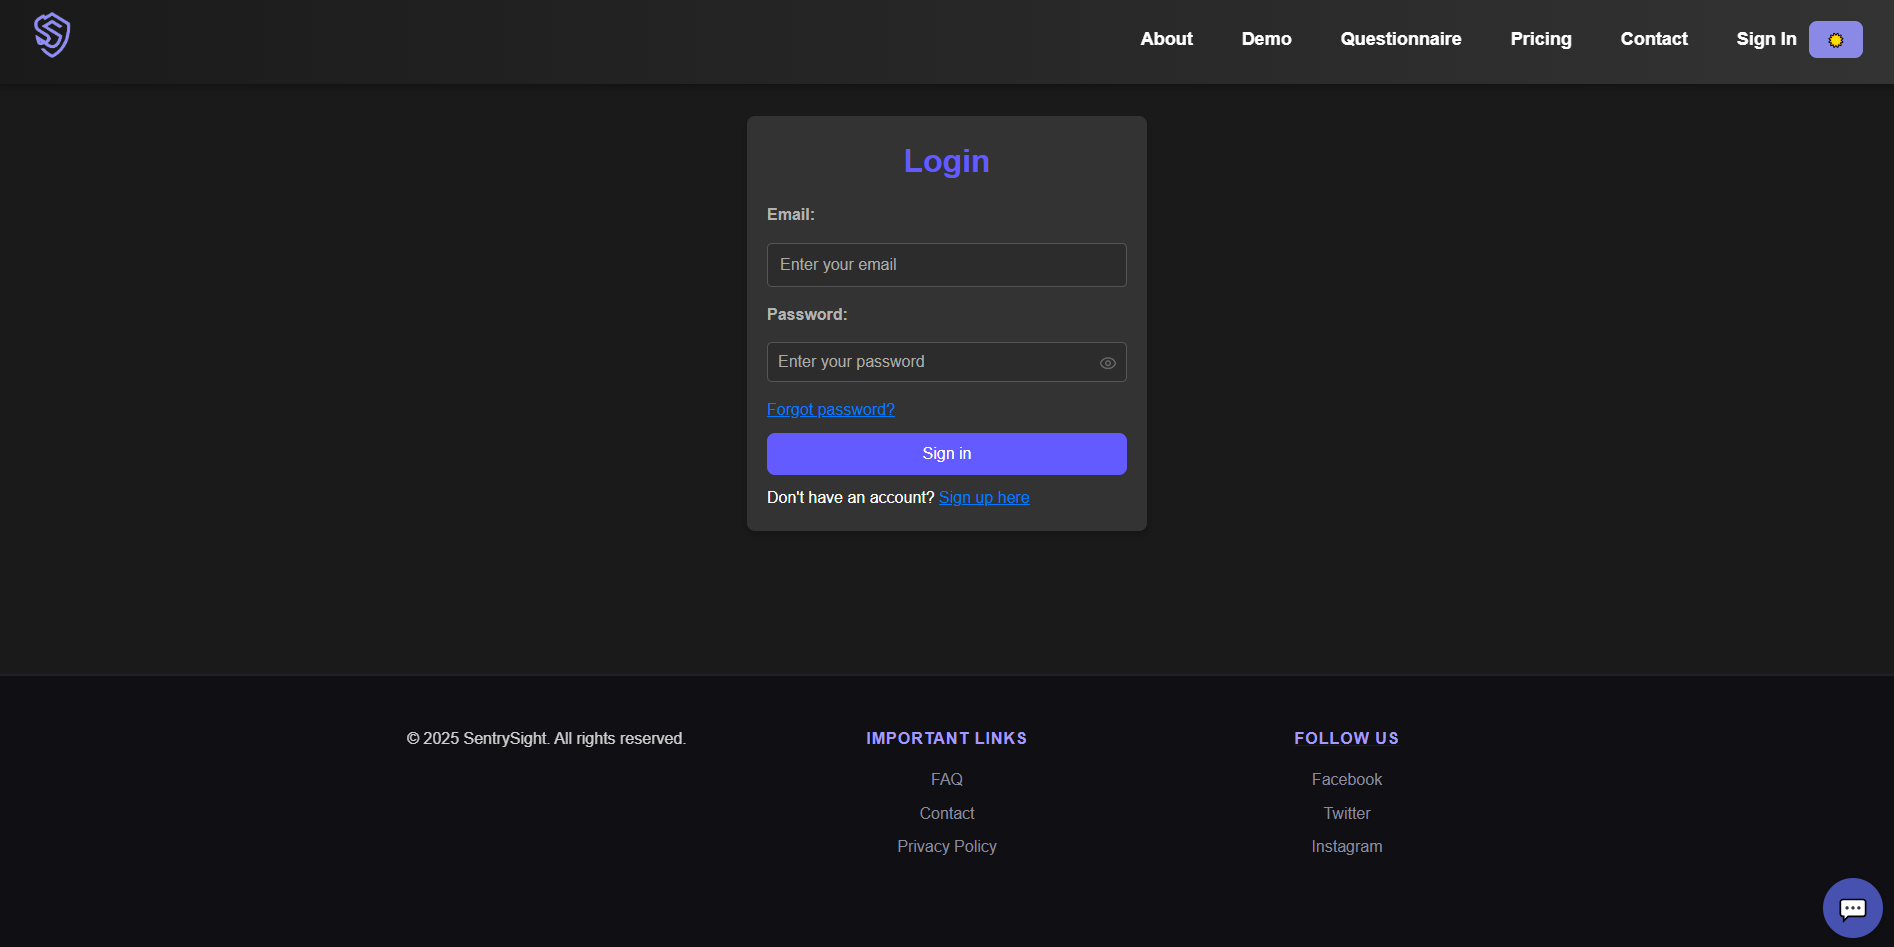 About Demo Questionnaire Pricing Contact Sign In
Login
Email:
Enter your email
Password:
Enter your password
Forgot password?
Sign in
Don't have an account? Sign up here
© 2025 SentrySight. All rights reserved.
IMPORTANT LINKS
FAQ
Contact
Privacy Policy
FOLLOW US
Facebook
Twitter
Instagram